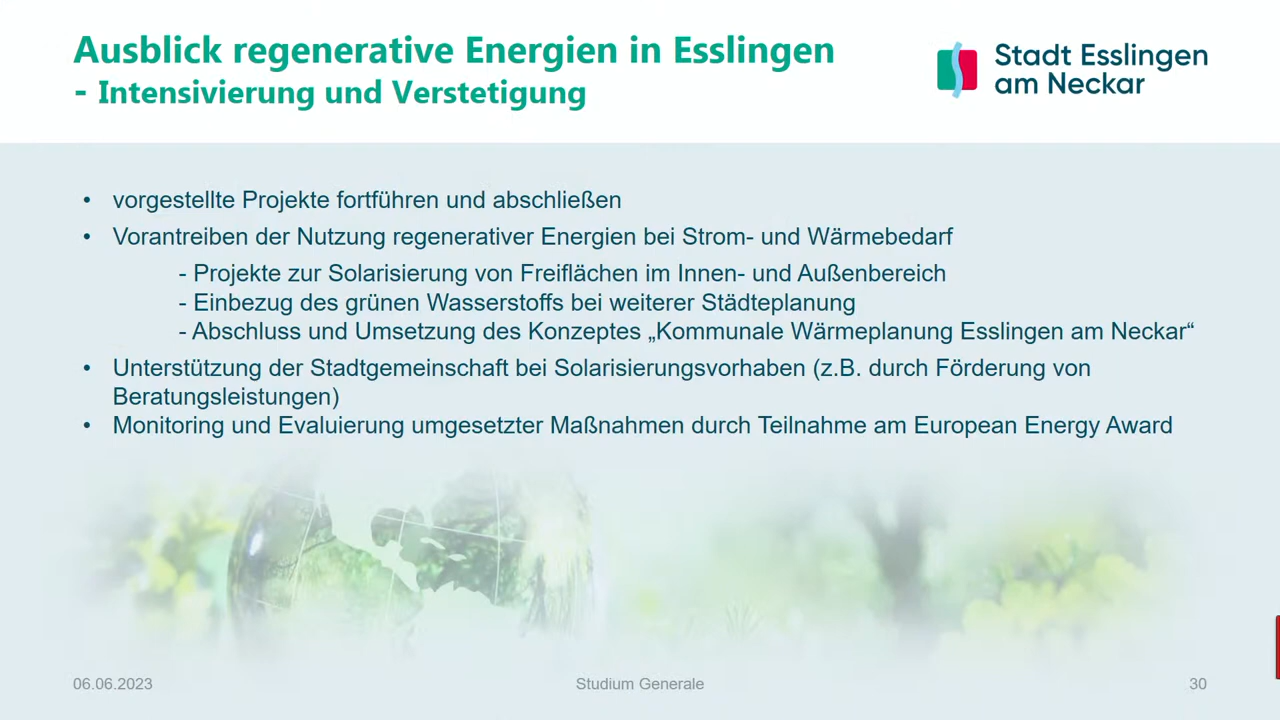 Ausblick regenerative Energien in Esslingen
- Intensivierung und Verstetigung
Stadt Esslingen
am Neckar
• vorgestellte Projekte fortführen und abschließen
• Vorantreiben der Nutzung regenerativer Energien bei Strom- und Wärmebedarf
- Projekte zur Solarisierung von Freiflächen im Innen- und Außenbereich
- Einbezug des grünen Wasserstoffs bei weiterer Städteplanung
- Abschluss und Umsetzung des Konzeptes „Kommunale Wärmeplanung Esslingen am Neckar“
• Unterstützung der Stadtgemeinschaft bei Solarisierungsvorhaben (z.B. durch Förderung von
Beratungsleistungen)
• Monitoring und Evaluierung umgesetzter Maßnahmen durch Teilnahme am European Energy Award
06.06.2023
Studium Generale
30